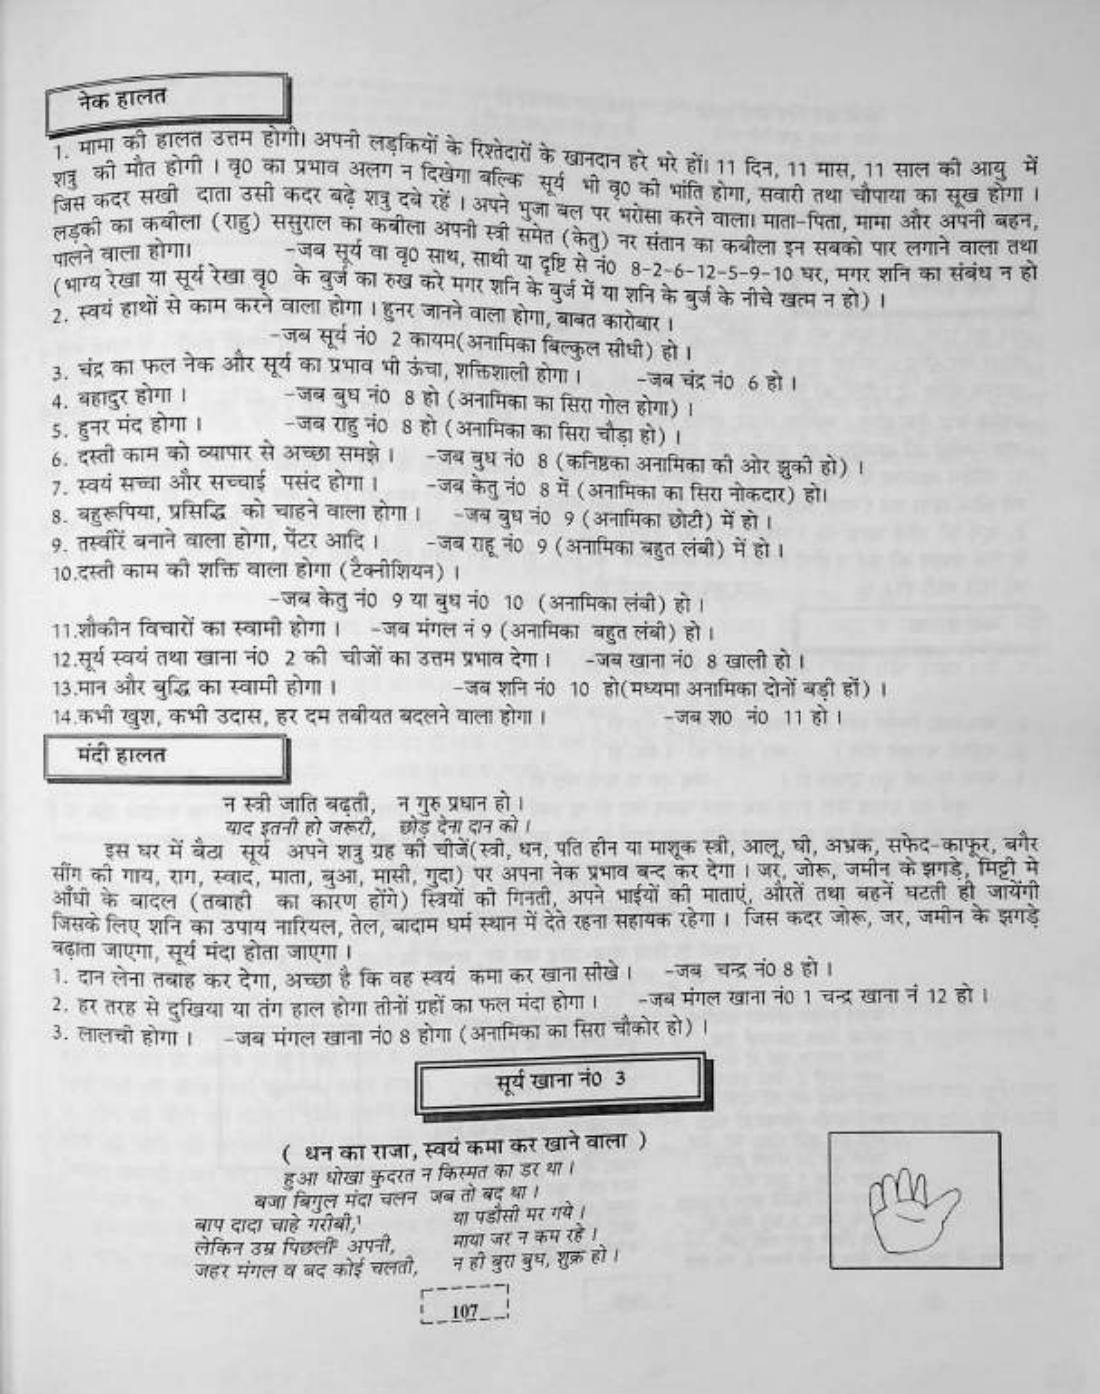 नेक हालत
1. मामा की हालत उत्तम होगी। अपनी लड़कियों के रिश्तेदारों के खानदान हरे भरे हों। 11 दिन, 11 मास, 11 साल की आयु में
शत्रु की मौत होगी । वृ0 का प्रभाव अलग न दिखेगा बल्कि सूर्य भी वृ0 की भांति होगा, सवारी तथा चौपाया का सूख होगा ।
जिस कदर सखी दाता उसी कदर बढ़े शत्रु दबे रहें । अपने भुजा बल पर भरोसा करने वाला। माता-पिता, मामा और अपनी बहन,
लड़की का कबीला (राहु) ससुराल का कबीला अपनी स्त्री समेत (केतु) नर संतान का कबीला इन सबको पार लगाने वाला तथा
पालने वाला होगा। -जब सूर्य वा वृ0 साथ, साथी या दृष्टि से नं0 8-2-6-12-5-9-10 घर, मगर शनि का संबंध न हो
(भाग्य रेखा या सूर्य रेखा वृ0 के बुर्ज का रुख करे मगर शनि के बुर्ज में या शनि के बुर्ज के नीचे खत्म न हो) ।
2. स्वयं हाथों से काम करने वाला होगा । हुनर जानने वाला होगा, बाबत कारोबार ।
-जब सूर्य नं0 2 कायम(अनामिका बिल्कुल सीधी) हो ।
3. चंद्र का फल नेक और सूर्य का प्रभाव भी ऊंचा, शक्तिशाली होगा । -जब चंद्र नं0 6 हो ।
4. बहादुर होगा । -जब बुध नं0 8 हो (अनामिका का सिरा गोल होगा) ।
5. हुनर मंद होगा । -जब राहु नं0 8 हो (अनामिका का सिरा चौड़ा हो) ।
6. दस्ती काम को व्यापार से अच्छा समझे । -जब बुध नं0 8 (कनिष्ठका अनामिका की ओर झुकी हो) ।
7. स्वयं सच्चा और सच्चाई पसंद होगा । -जब केतु नं0 8 में (अनामिका का सिरा नोकदार) हो।
8. बहुरूपिया, प्रसिद्धि को चाहने वाला होगा । -जब बुध नं0 9 (अनामिका छोटी) में हो ।
9. तस्वीरें बनाने वाला होगा, पेंटर आदि । -जब राहू नं0 9 (अनामिका बहुत लंबी) में हो ।
10.दस्ती काम की शक्ति वाला होगा (टैक्नीशियन) ।
-जब केतु नं0 9 या बुध नं0 10 (अनामिका लंबी) हो ।
11.शौकीन विचारों का स्वामी होगा । -जब मंगल नं 9 (अनामिका बहुत लंबी) हो ।
12.सूर्य स्वयं तथा खाना नं0 2 की चीजों का उत्तम प्रभाव देगा । -जब खाना नं0 8 खाली हो ।
13.मान और बुद्धि का स्वामी होगा । -जब शनि नं0 10 हो(मध्यमा अनामिका दोनों बड़ी हों) ।
14.कभी खुश, कभी उदास, हर दम तबीयत बदलने वाला होगा । -जब श0 नं0 11 हो ।
मंदी हालत
न स्त्री जाति बढ़ती, न गुरु प्रधान हो ।
याद इतनी हो जरूरी, छोड़ देना दान को ।
इस घर में बैठा सूर्य अपने शत्रु ग्रह की चीजें(स्त्री, धन, पति हीन या माशूक स्त्री, आलू, घी, अभ्रक, सफेद-काफूर, बगैर
सींग की गाय, राग, स्वाद, माता, बुआ, मासी, गुदा) पर अपना नेक प्रभाव बन्द कर देगा । जर, जोरू, जमीन के झगड़े, मिट्टी मे
आँधी के बादल (तबाही का कारण होंगे) स्त्रियों की गिनती, अपने भाईयों की माताएं, औरतें तथा बहनें घटती ही जायेंगी
जिसके लिए शनि का उपाय नारियल, तेल, बादाम धर्म स्थान में देते रहना सहायक रहेगा । जिस कदर जोरू, जर, जमीन के झगड़े
बढ़ाता जाएगा, सूर्य मंदा होता जाएगा ।
1. दान लेना तबाह कर देगा, अच्छा है कि वह स्वयं कमा कर खाना सीखे । -जब चन्द्र नं0 8 हो ।
2. हर तरह से दुखिया या तंग हाल होगा तीनों ग्रहों का फल मंदा होगा । -जब मंगल खाना नं0 1 चन्द्र खाना नं 12 हो ।
3. लालची होगा । -जब मंगल खाना नं0 8 होगा (अनामिका का सिरा चौकोर हो) ।
सूर्य खाना नं0 3
( धन का राजा, स्वयं कमा कर खाने वाला )
हुआ धोखा कुदरत न किस्मत का डर था ।
बजा बिगुल मंदा चलन जब तो बद था ।
बाप दादा चाहे गरीबी,¹ या पडौसी मर गये ।
लेकिन उम्र पिछली² अपनी, माया जर न कम रहे ।
जहर मंगल व बद कोई चलती, न ही बुरा बुध, शुक्र हो ।
107